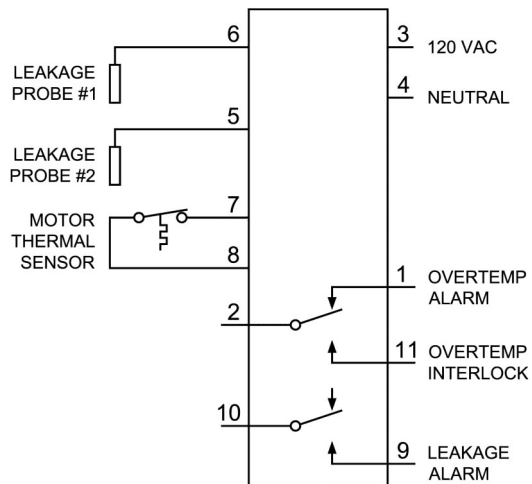 6
LEAKAGE
PROBE #1
5
LEAKAGE
PROBE #2
7
MOTOR
THERMAL
SENSOR
8
2
10
3
120 VAC
4
NEUTRAL
1
OVERTEMP
ALARM
11
OVERTEMP
INTERLOCK
9
LEAKAGE
ALARM